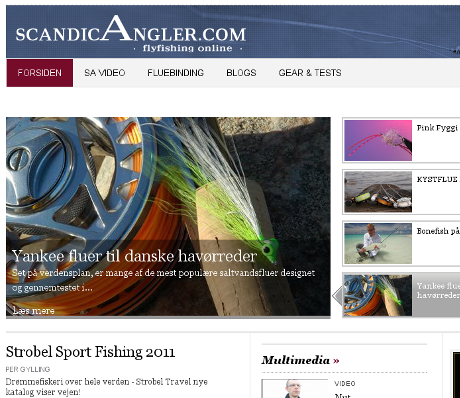 SCANDICANGLER.COM
· flyfishing online ·
FORSIDEN SA VIDEO FLUEBINDING BLOGS GEAR & TESTS
Pink Fyggi
KYSTFLUE
Bonefish på
Yankee flue
havørreder
Yankee fluer til danske havørreder
Set på verdensplan, er mange af de mest populære saltvandsfluer designet
og gennemtestet i...
Læs mere
Strobel Sport Fishing 2011
PER GYLLING
Drømmefiskeri over hele verden - Strobel Travel nye
katalog viser vejen!
Multimedia »
VIDEO
Nyt